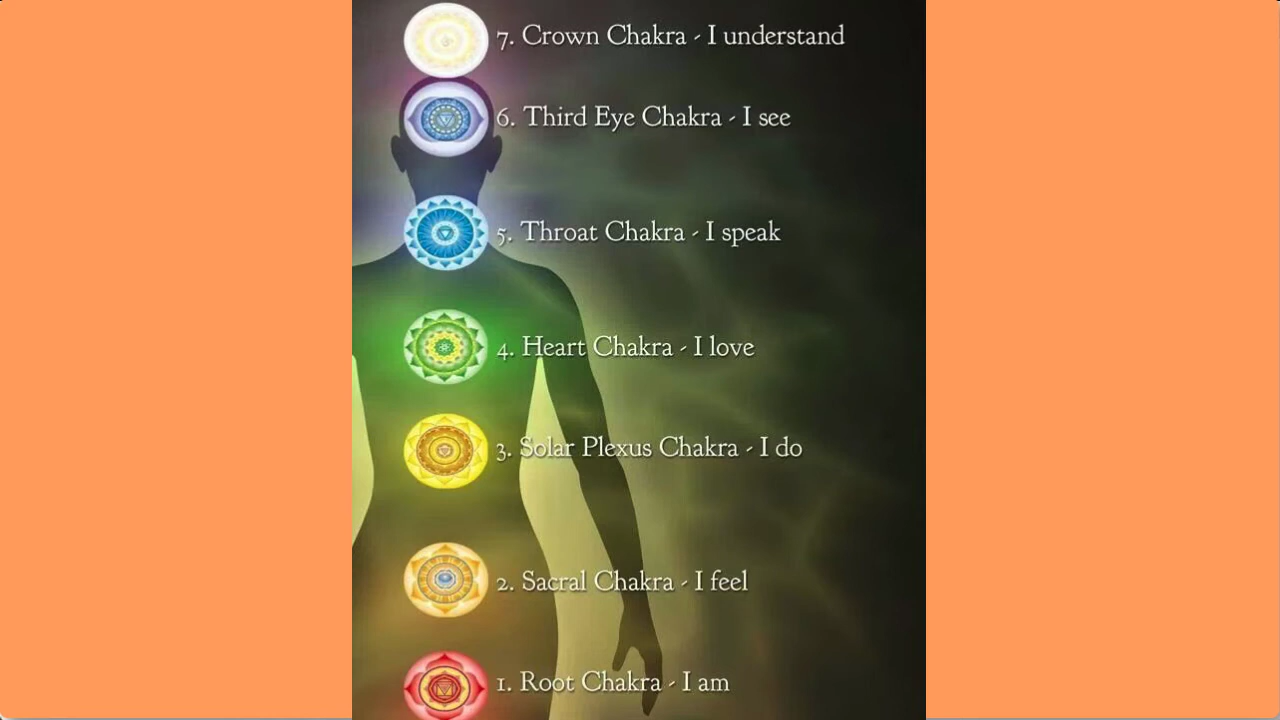 7. Crown Chakra - I understand
6. Third Eye Chakra - I see
5. Throat Chakra - I speak
4. Heart Chakra - I love
3. Solar Plexus Chakra - I do
2. Sacral Chakra - I feel
1. Root Chakra - I am